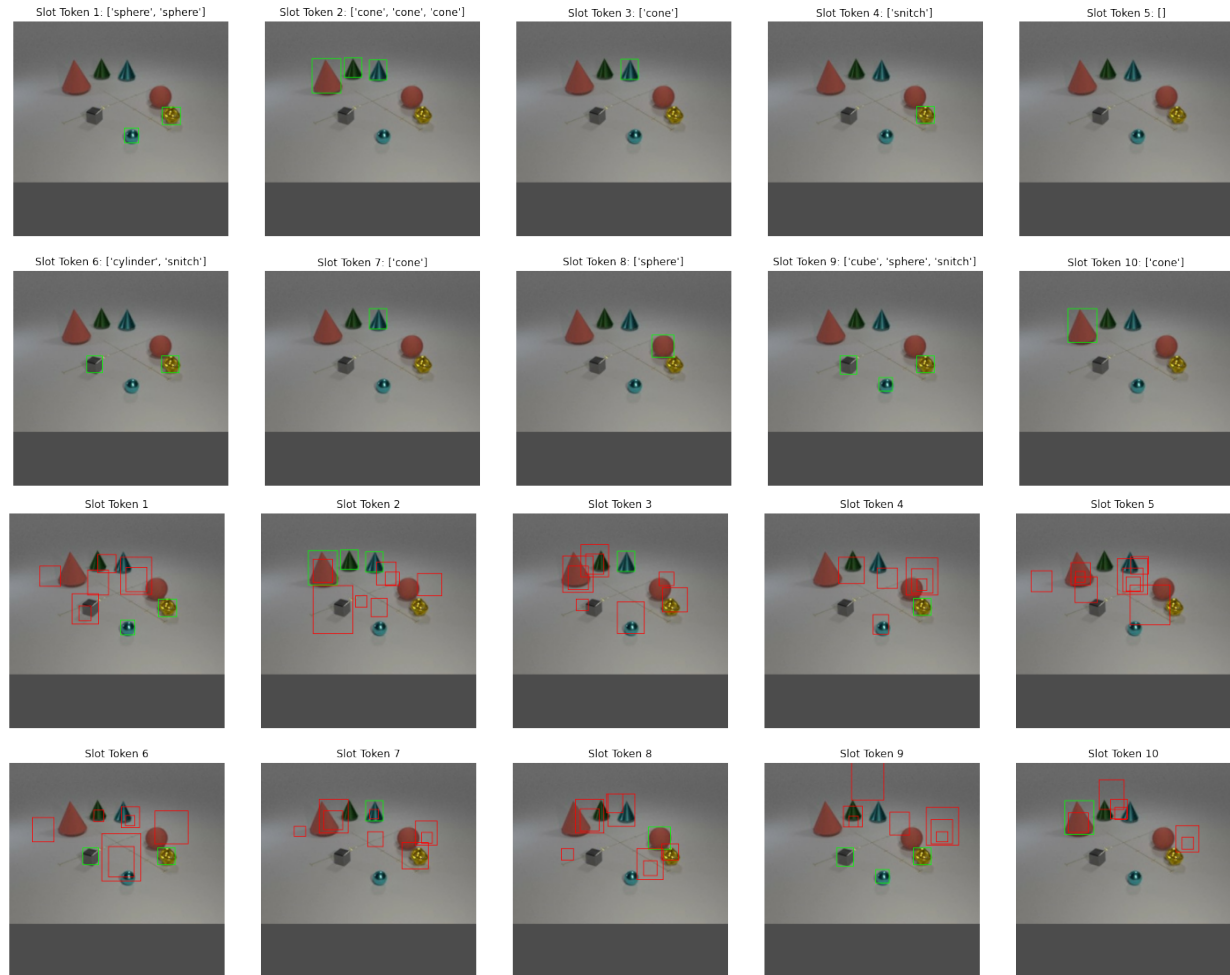 Slot Token 1: ['sphere', 'sphere']
Slot Token 2: ['cone', 'cone', 'cone']
Slot Token 3: ['cone']
Slot Token 4: ['snitch']
Slot Token 5: []
Slot Token 6: ['cylinder', 'snitch']
Slot Token 7: ['cone']
Slot Token 8: ['sphere']
Slot Token 9: ['cube', 'sphere', 'snitch']
Slot Token 10: ['cone']
Slot Token 1
Slot Token 2
Slot Token 3
Slot Token 4
Slot Token 5
Slot Token 6
Slot Token 7
Slot Token 8
Slot Token 9
Slot Token 10